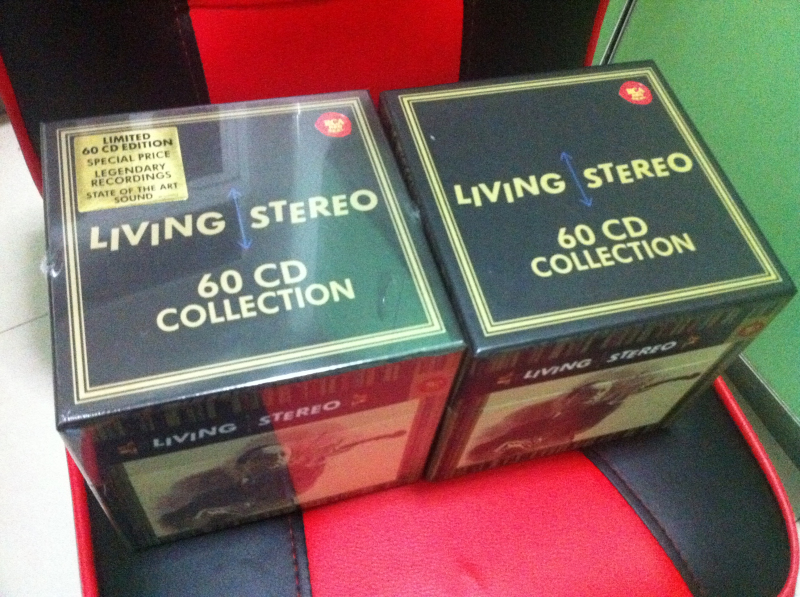 LIMITED
60 CD EDITION
SPECIAL PRICE
LEGENDARY
RECORDINGS
STATE OF THE ART
SOUND
RCA
LIVING STEREO
60 CD
COLLECTION
LIVING STEREO
RCA
LIVING STEREO
60 CD
COLLECTION
LIVING STEREO